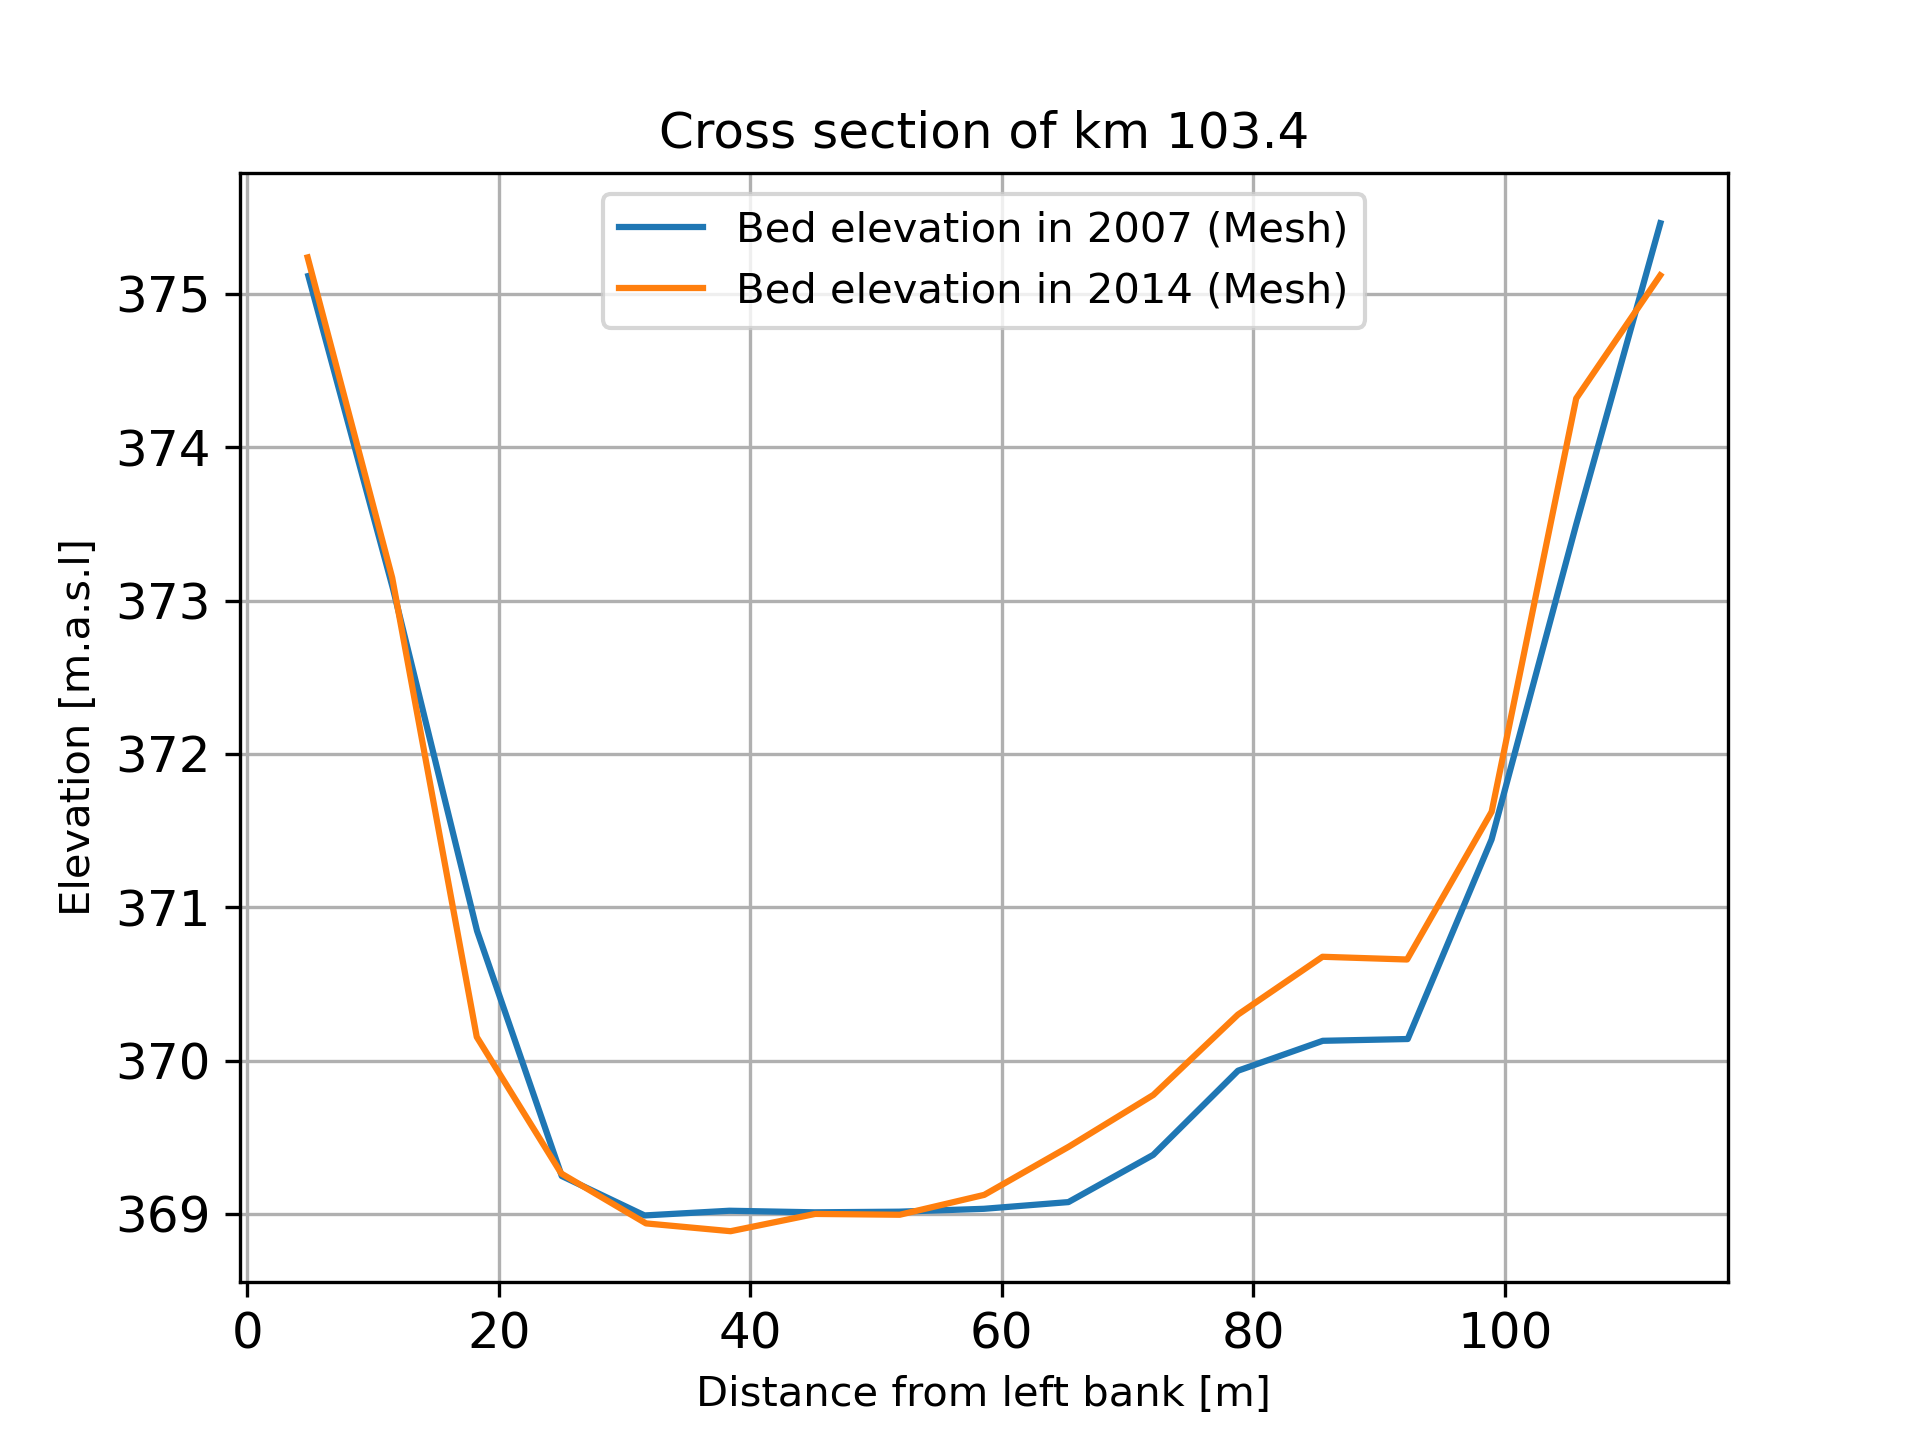 Cross section of km 103.4
Bed elevation in 2007 (Mesh)
Bed elevation in 2014 (Mesh)
Elevation [m.a.s.l]
375
374
373
372
371
370
369
0 20 40 60 80 100
Distance from left bank [m]